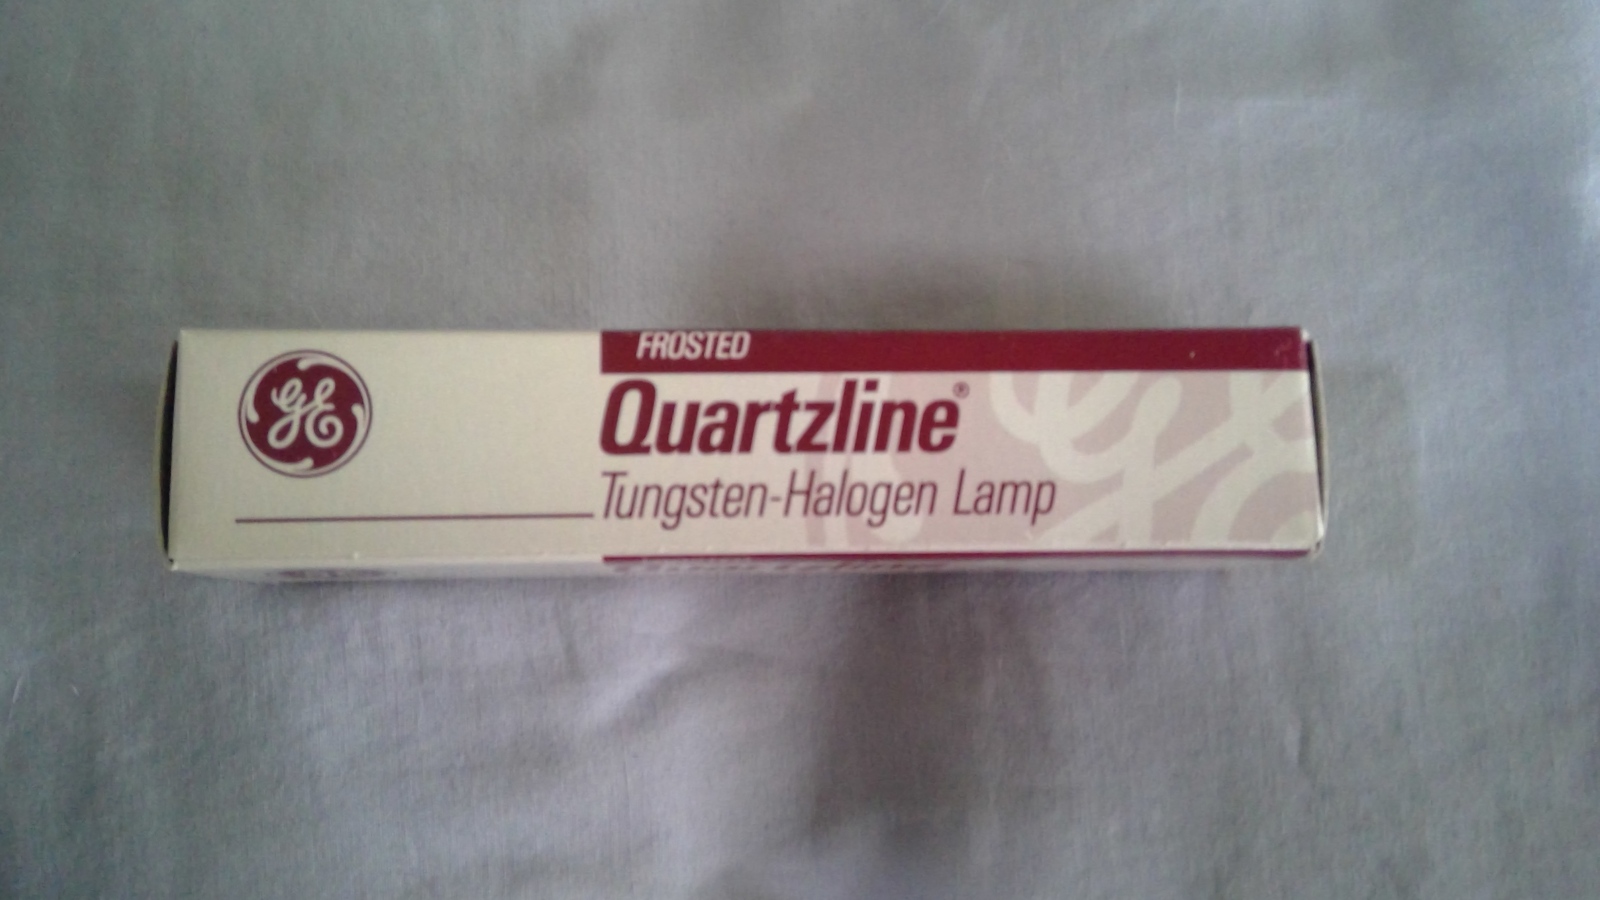 GE
FROSTED
Quartzline®
Tungsten-Halogen Lamp